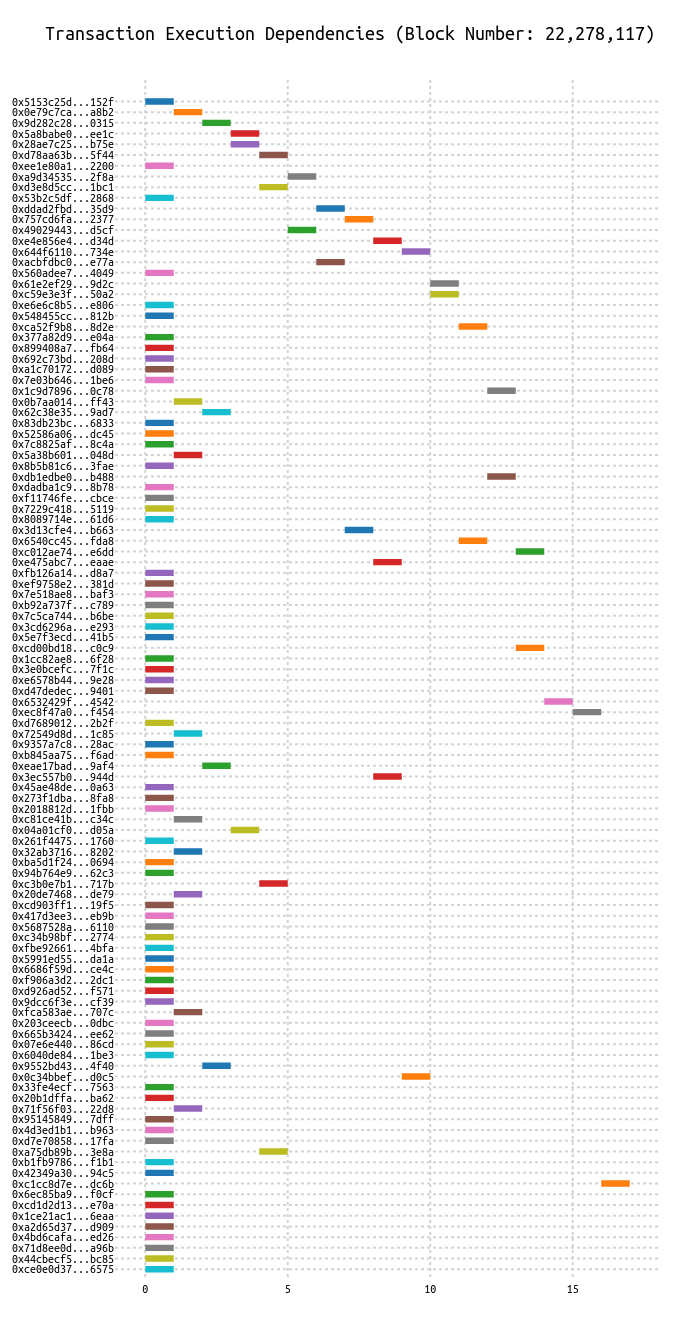 Transaction Execution Dependencies (Block Number: 22,278,117)
0x5153c25d...152f
0x0e79c7ca...a8b2
0x9d282c28...0315
0x5a8babe0...ee1c
0x28ae7c25...b75e
0xd78aa63b...5f44
0xee1e80a1...2200
0xa9d34535...2f8a
0xd3e8d5cc...1bc1
0x53b2c5df...2868
0xddad2fbd...35d9
0x757cd6fa...2377
0x49029443...d5cf
0xe4e856e4...d34d
0x644f6110...734e
0xacbfdbc0...e77a
0x560adee7...4049
0x61e2ef29...9d2c
0xc59e3e3f...50a2
0xe6e6c8b5...e806
0x548455cc...812b
0xca52f9b8...8d2e
0x377a82d9...e04a
0x899408a7...fb64
0x692c73bd...208d
0xa1c70172...d089
0x7e03b646...1be6
0x1c9d7896...0c78
0x0b7aa014...ff43
0x62c38e35...9ad7
0x83db23bc...6833
0x52586a06...dc45
0x7c8825af...8c4a
0x5a38b601...048d
0x8b5b81c6...3fae
0xdb1edbe0...b488
0xdadba1c9...8b78
0xf11746fe...cbce
0x7229c418...5119
0x8089714e...61d6
0x3d13cfe4...b663
0x6540cc45...fda8
0xc012ae74...e6dd
0xe475abc7...eaae
0xfb126a14...d8a7
0xef9758e2...381d
0x7e518ae8...baf3
0xb92a737f...c789
0x7c5ca744...b6be
0x3cd6296a...e293
0x5e7f3ecd...41b5
0xcd00bd18...c0c9
0x1cc82ae8...6f28
0x3e0bcefc...7f1c
0xe6578b44...9e28
0xd47dedec...9401
0x6532429f...4542
0xec8f47a0...f454
0xd7689012...2b2f
0x72549d8d...1c85
0x9357a7c8...28ac
0xb845aa75...f6ad
0xeae17bad...9af4
0x3ec557b0...944d
0x45ae48de...0a63
0x273f1dba...8fa8
0x2018812d...1fbb
0xc81ce41b...c34c
0x04a01cf0...d05a
0x261f4475...1760
0x32ab3716...8202
0xba5d1f24...0694
0x94b764e9...62c3
0xc3b0e7b1...717b
0x20de7468...de79
0xcd903ff1...19f5
0x417d3ee3...eb9b
0x5687528a...6110
0xc34b98bf...2774
0xfbe92661...4bfa
0x5991ed55...da1a
0x6686f59d...ce4c
0xf906a3d2...2dc1
0xd926ad52...f571
0x9dcc6f3e...cf39
0xfca583ae...707c
0x203ceecb...0dbc
0x665b3424...ee62
0x07e6e440...86cd
0x6040de84...1be3
0x9552bd43...4f40
0x0c34bbef...d0c5
0x33fe4ecf...7563
0x20b1dffa...ba62
0x71f56f03...22d8
0x95145849...7dff
0x4d3ed1b1...b963
0xd7e70858...17fa
0xa75db89b...3e8a
0xb1fb9786...f1b1
0x42349a30...94c5
0xc1cc8d7e...dc6b
0x6ec85ba9...f0cf
0xcd1d2d13...e70a
0x1ce21ac1...6eaa
0xa2d65d37...d909
0x4bd6cafa...ed26
0x71d8ee0d...a96b
0x44cbecf5...bc85
0xce0e0d37...6575
0 5 10 15